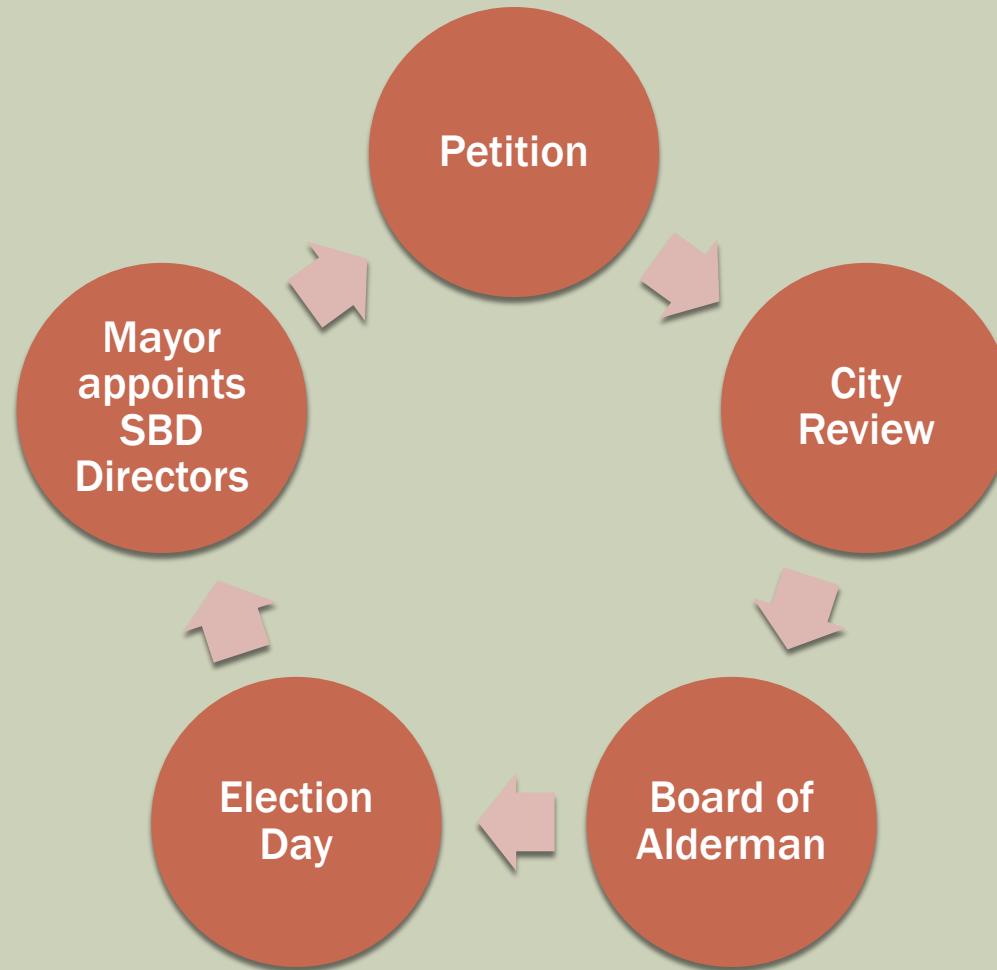 Petition
City
Review
Board of
Alderman
Election
Day
Mayor
appoints
SBD
Directors